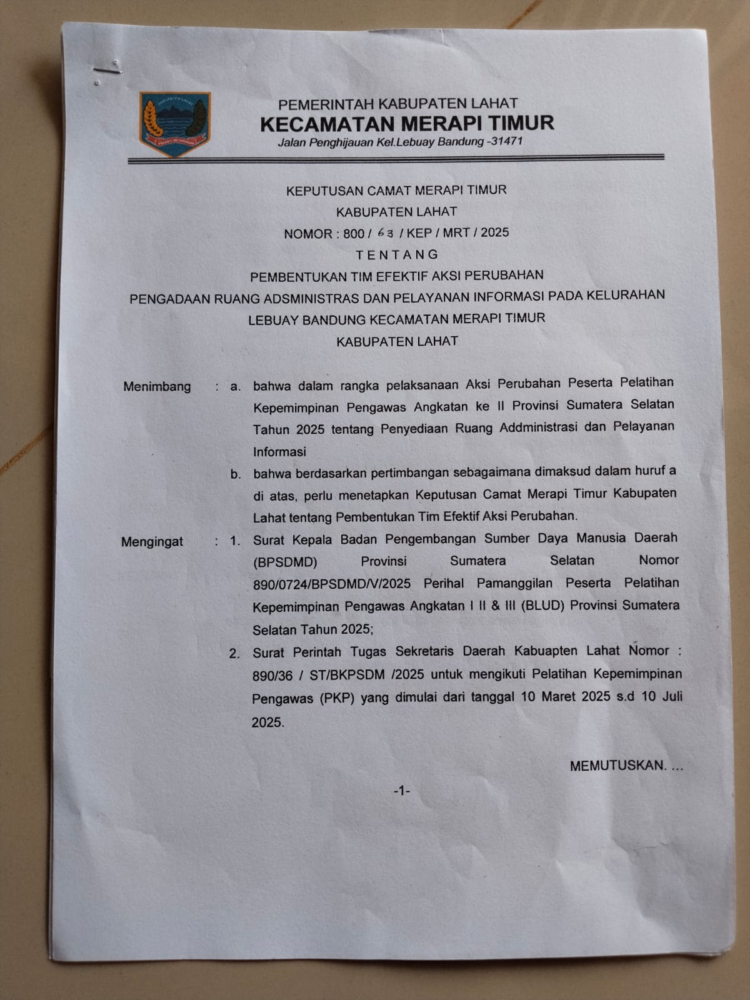 KABUPATEN LAHAT
PEMERINTAH KABUPATEN LAHAT
KECAMATAN MERAPI TIMUR
Jalan Penghijauan Kel.Lebuay Bandung -31471
KEPUTUSAN CAMAT MERAPI TIMUR
KABUPATEN LAHAT
NOMOR : 800 / 63 / KEP / MRT / 2025
T E N T A N G
PEMBENTUKAN TIM EFEKTIF AKSI PERUBAHAN
PENGADAAN RUANG ADSMINISTRAS DAN PELAYANAN INFORMASI PADA KELURAHAN
LEBUAY BANDUNG KECAMATAN MERAPI TIMUR
KABUPATEN LAHAT
Menimbang : a. bahwa dalam rangka pelaksanaan Aksi Perubahan Peserta Pelatihan
Kepemimpinan Pengawas Angkatan ke II Provinsi Sumatera Selatan
Tahun 2025 tentang Penyediaan Ruang Addministrasi dan Pelayanan
Informasi
b. bahwa berdasarkan pertimbangan sebagaimana dimaksud dalam huruf a
di atas, perlu menetapkan Keputusan Camat Merapi Timur Kabupaten
Lahat tentang Pembentukan Tim Efektif Aksi Perubahan.
Mengingat : 1. Surat Kepala Badan Pengembangan Sumber Daya Manusia Daerah
(BPSDMD) Provinsi Sumatera Selatan Nomor
890/0724/BPSDMD/V/2025 Perihal Pamanggilan Peserta Pelatihan
Kepemimpinan Pengawas Angkatan I II & III (BLUD) Provinsi Sumatera
Selatan Tahun 2025;
2. Surat Perintah Tugas Sekretaris Daerah Kabuapten Lahat Nomor :
890/36 / ST/BKPSDM /2025 untuk mengikuti Pelatihan Kepemimpinan
Pengawas (PKP) yang dimulai dari tanggal 10 Maret 2025 s.d 10 Juli
2025.
MEMUTUSKAN. ...
-1-